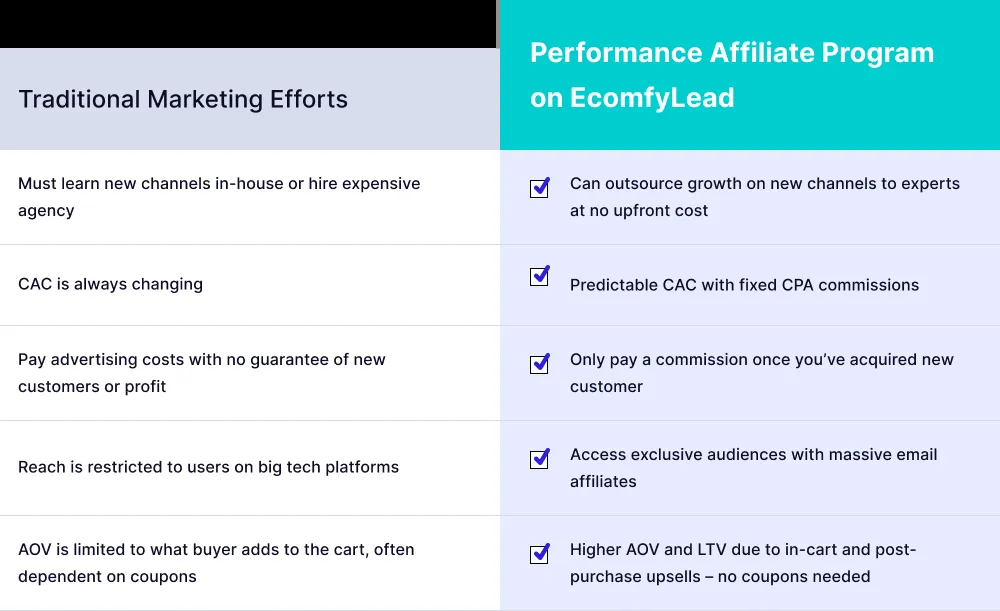 Traditional Marketing Efforts
Performance Affiliate Program
on EcomfyLead
Must learn new channels in-house or hire expensive
agency
Can outsource growth on new channels to experts
at no upfront cost
CAC is always changing
Predictable CAC with fixed CPA commissions
Pay advertising costs with no guarantee of new
customers or profit
Only pay a commission once you’ve acquired new
customer
Reach is restricted to users on big tech platforms
Access exclusive audiences with massive email
affiliates
AOV is limited to what buyer adds to the cart, often
dependent on coupons
Higher AOV and LTV due to in-cart and post-
purchase upsells – no coupons needed